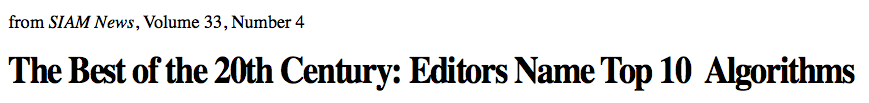 from SIAM News, Volume 33, Number 4
The Best of the 20th Century: Editors Name Top 10 Algorithms